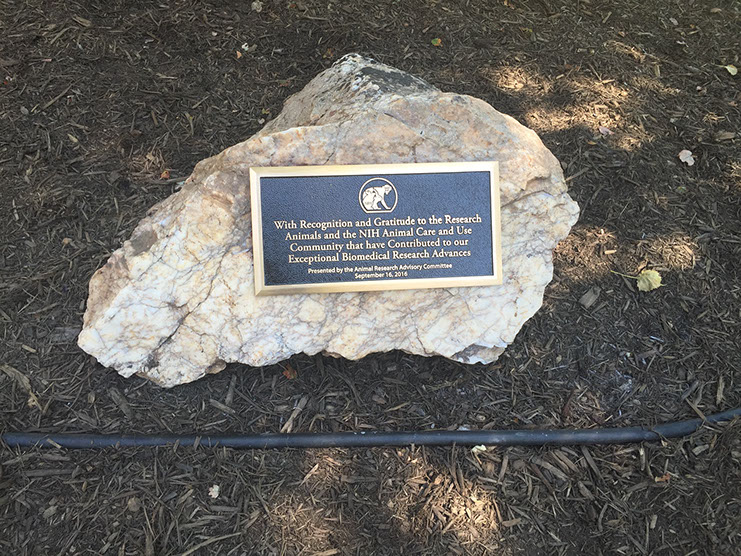 With Recognition and Gratitude to the Research
Animals and the NIH Animal Care and Use
Community that have Contributed to our
Exceptional Biomedical Research Advances
Presented by the Animal Research Advisory Committee
September 16, 2016